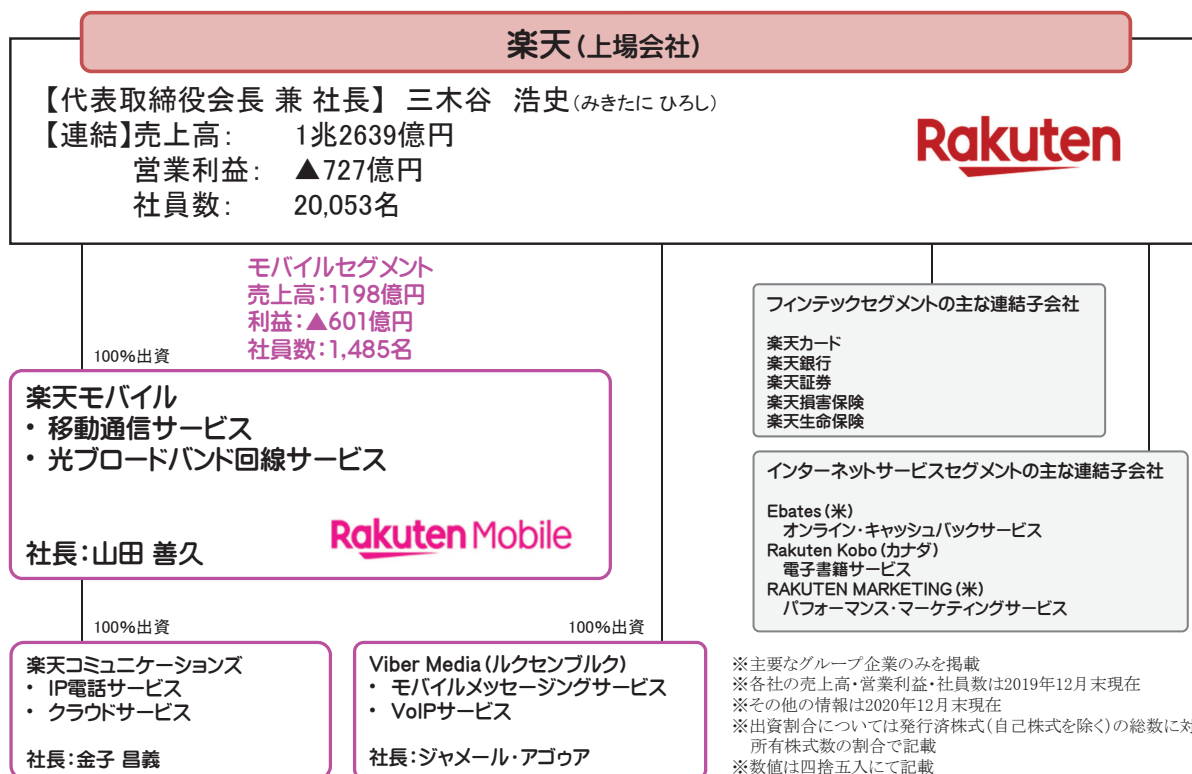 楽天(上場会社)
【代表取締役会長 兼 社長】 三木谷 浩史(みきたに ひろし)
【連結】売上高： 1兆2639億円
営業利益： ▲727億円
社員数： 20,053名
Rakuten
モバイルセグメント
売上高：1198億円
利益：▲601億円
社員数：1,485名
100%出資
楽天モバイル
・ 移動通信サービス
・ 光ブロードバンド回線サービス
社長：山田 善久
Rakuten Mobile
100%出資
楽天コミュニケーションズ
・ IP電話サービス
・ クラウドサービス
社長：金子 昌義
100%出資
Viber Media(ルクセンブルク)
・ モバイルメッセージングサービス
・ VoIPサービス
社長：ジャメール・アゴゥア
フィンテックセグメントの主な連結子会社
楽天カード
楽天銀行
楽天証券
楽天損害保険
楽天生命保険
インターネットサービスセグメントの主な連結子会社
Ebates(米)
オンライン・キャッシュバックサービス
Rakuten Kobo(カナダ)
電子書籍サービス
RAKUTEN MARKETING(米)
パフォーマンス・マーケティングサービス
※主要なグループ企業のみを掲載
※各社の売上高・営業利益・社員数は2019年12月末現在
※その他の情報は2020年12月末現在
※出資割合については発行済株式(自己株式を除く)の総数に対
所有株式数の割合で記載
※数値は四捨五入にて記載